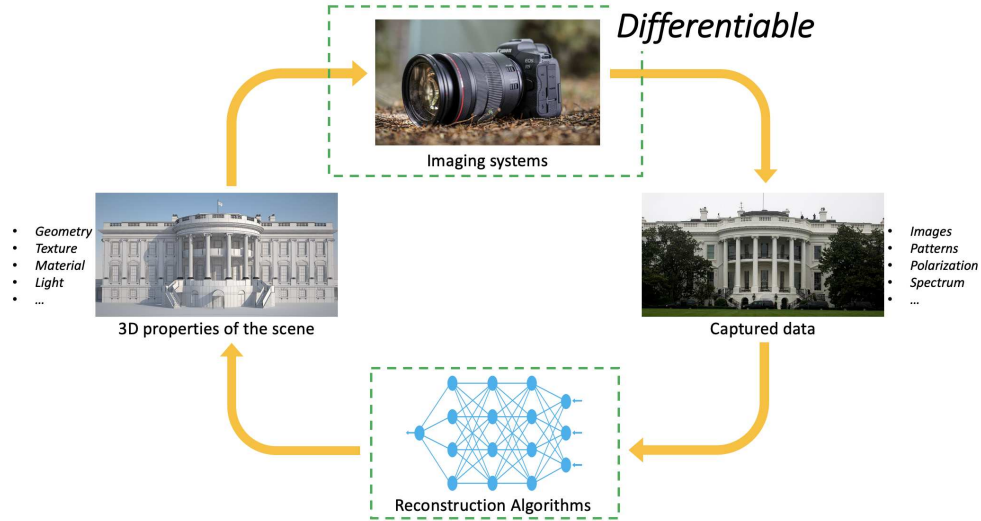 Differentiable
Canon
Imaging systems
• Geometry
• Texture
• Material
• Light
• ...
3D properties of the scene
• Images
• Patterns
• Polarization
• Spectrum
• ...
Captured data
Reconstruction Algorithms